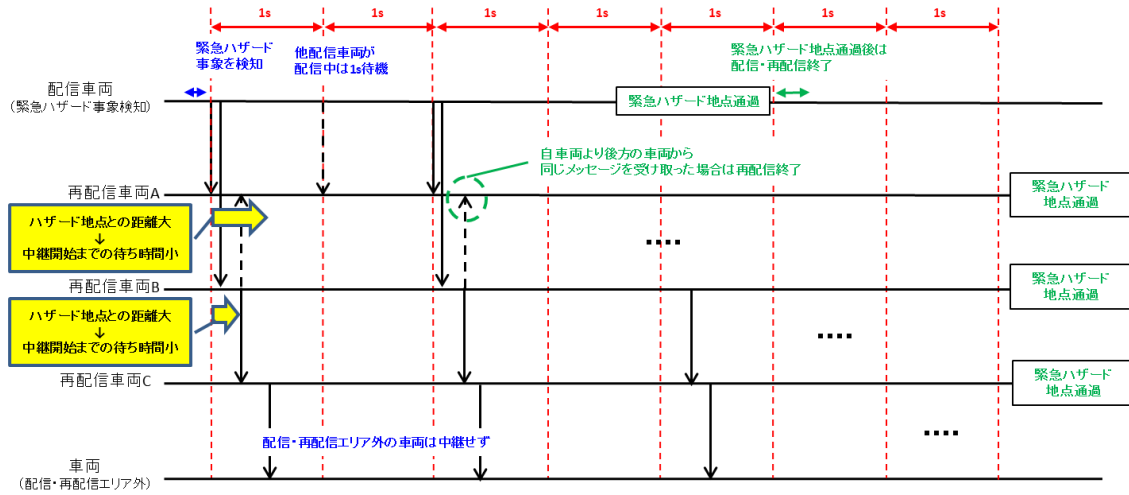 1s
1s
1s
1s
1s
1s
1s
緊急ハザード
事象を検知
他配信車両が
配信中は1s待機
緊急ハザード地点通過後は
配信・再配信終了
配信車両
(緊急ハザード事象検知)
緊急ハザード地点通過
自車両より後方の車両から
同じメッセージを受け取った場合は再配信終了
再配信車両A
緊急ハザード
地点通過
ハザード地点との距離大
↓
中継開始までの待ち時間小
再配信車両B
緊急ハザード
地点通過
ハザード地点との距離大
↓
中継開始までの待ち時間小
再配信車両C
緊急ハザード
地点通過
配信・再配信エリア外の車両は中継せず
車両
(配信・再配信エリア外)